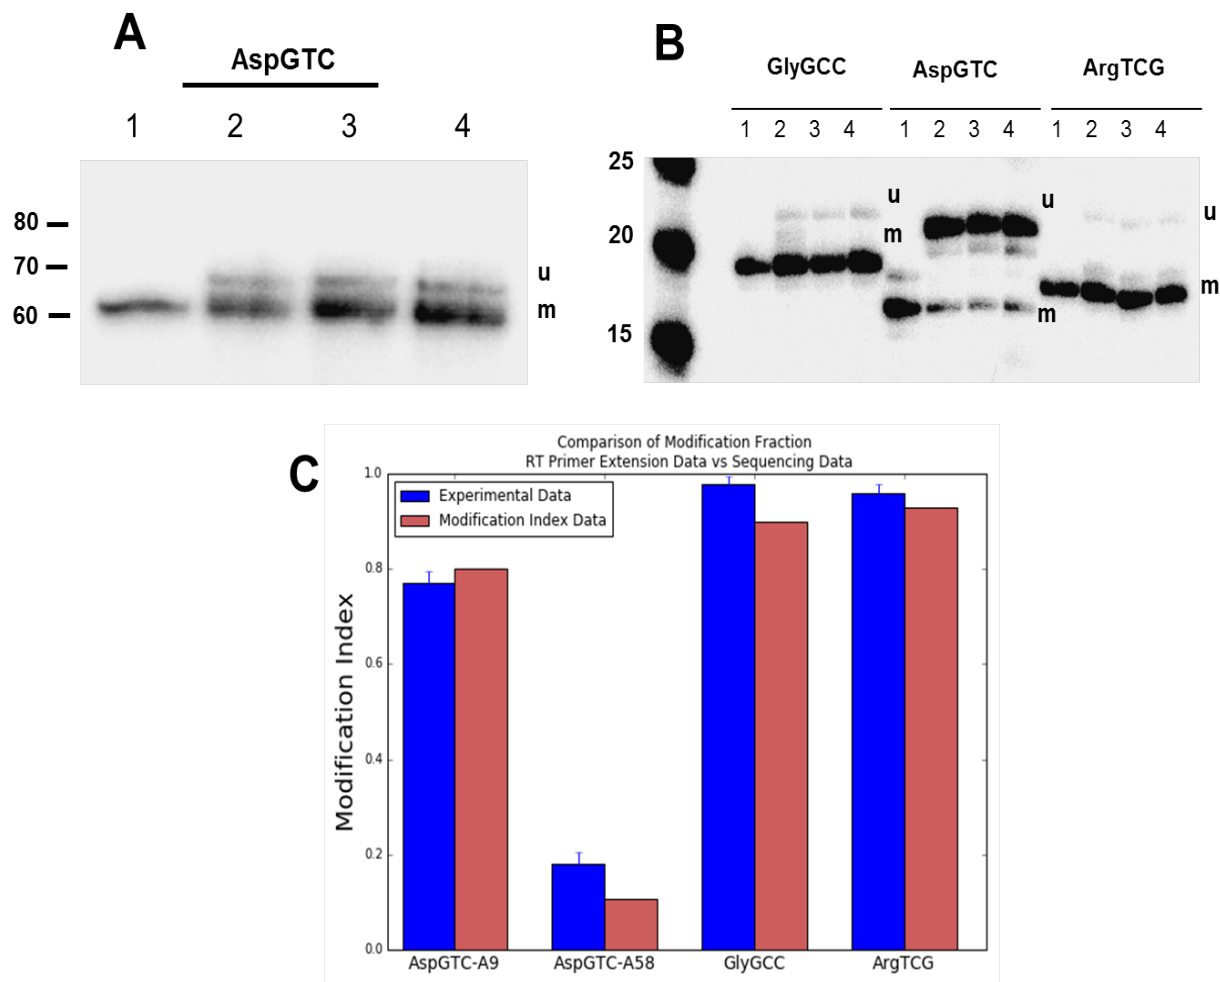 A
AspGTC
1 2 3 4
80
70
60
u
m
B
GlyGCC AspGTC ArgTCG
1 2 3 4 1 2 3 4 1 2 3 4
25
20
15
u
m
u
m
u
m
C
Comparison of Modification Fraction
RT Primer Extension Data vs Sequencing Data
Experimental Data
Modification Index Data
Modification Index
1.0
0.8
0.6
0.4
0.2
0.0
AspGTC-A9 AspGTC-A58 GlyGCC ArgTCG